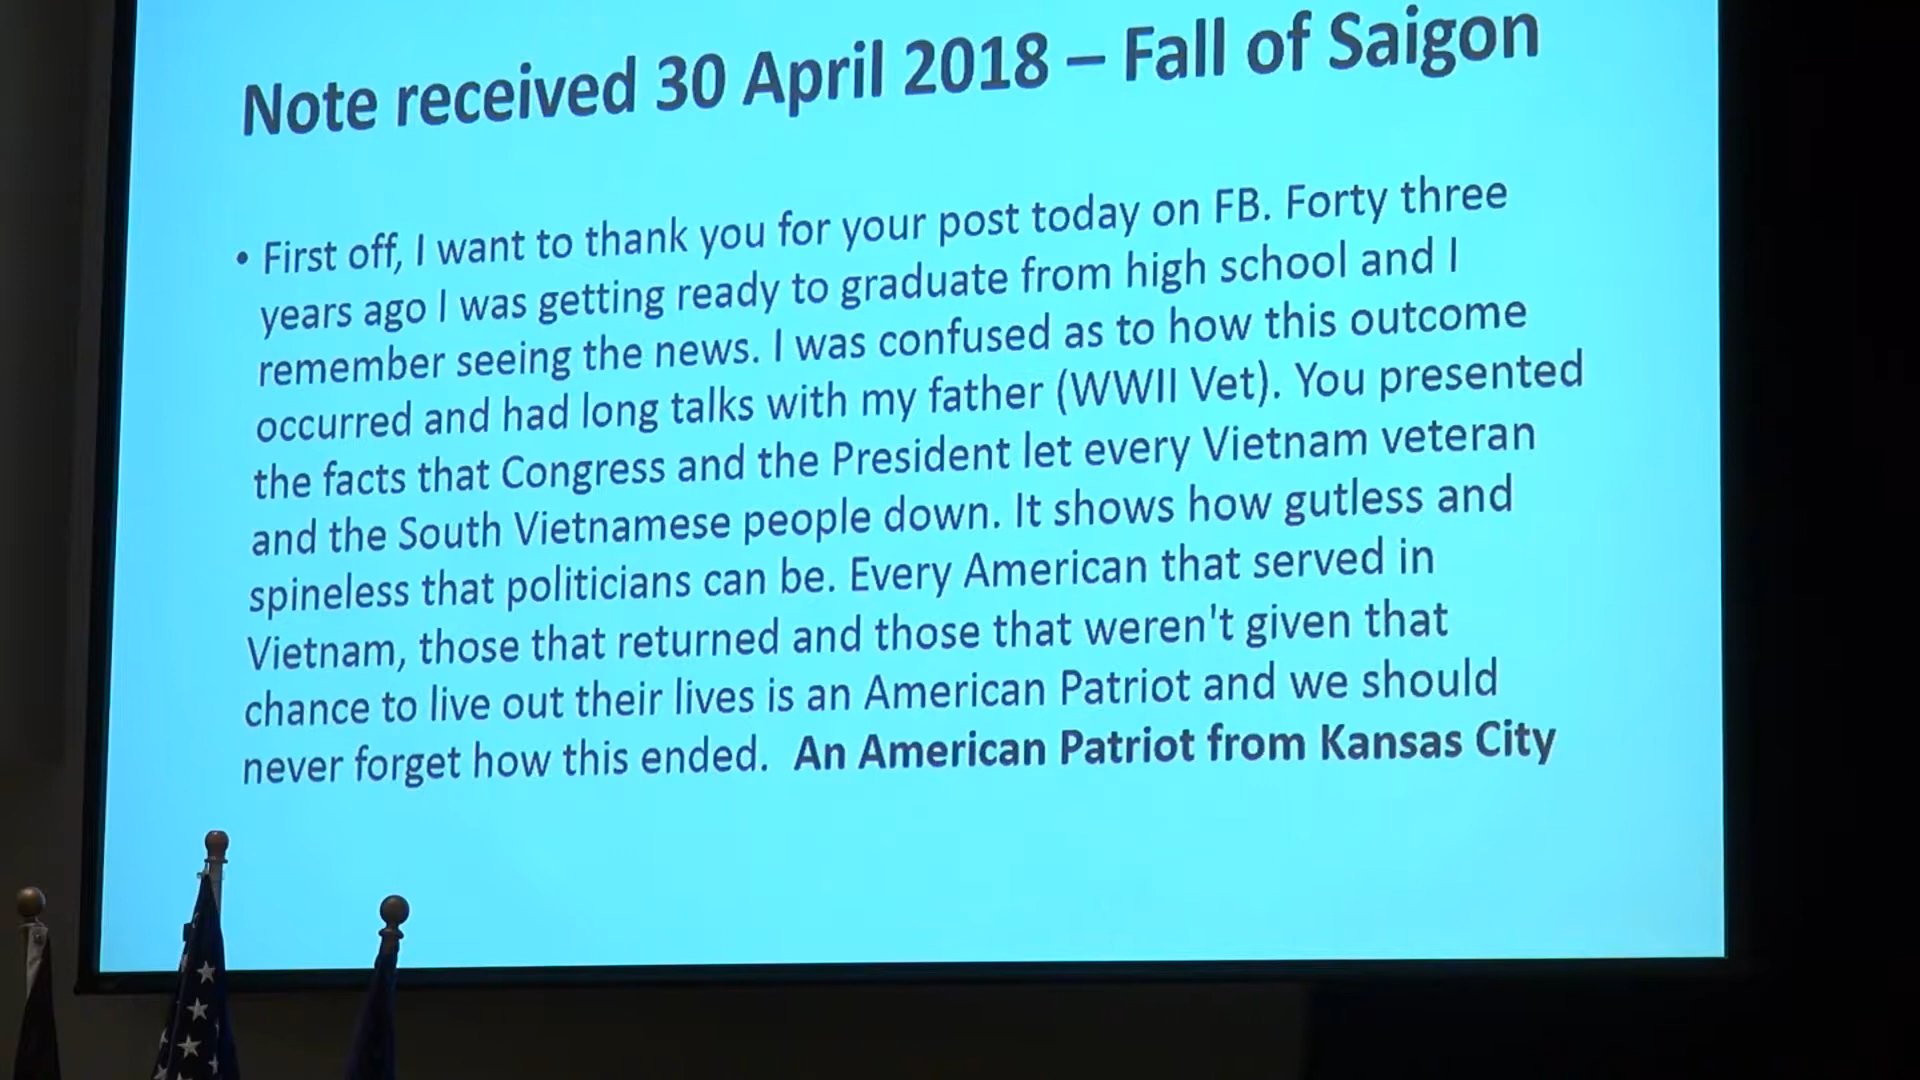 Note received 30 April 2018 – Fall of Saigon
• First off, I want to thank you for your post today on FB. Forty three
years ago I was getting ready to graduate from high school and I
remember seeing the news. I was confused as to how this outcome
occurred and had long talks with my father (WWII Vet). You presented
the facts that Congress and the President let every Vietnam veteran
and the South Vietnamese people down. It shows how gutless and
spineless that politicians can be. Every American that served in
Vietnam, those that returned and those that weren't given that
chance to live out their lives is an American Patriot and we should
never forget how this ended. An American Patriot from Kansas City